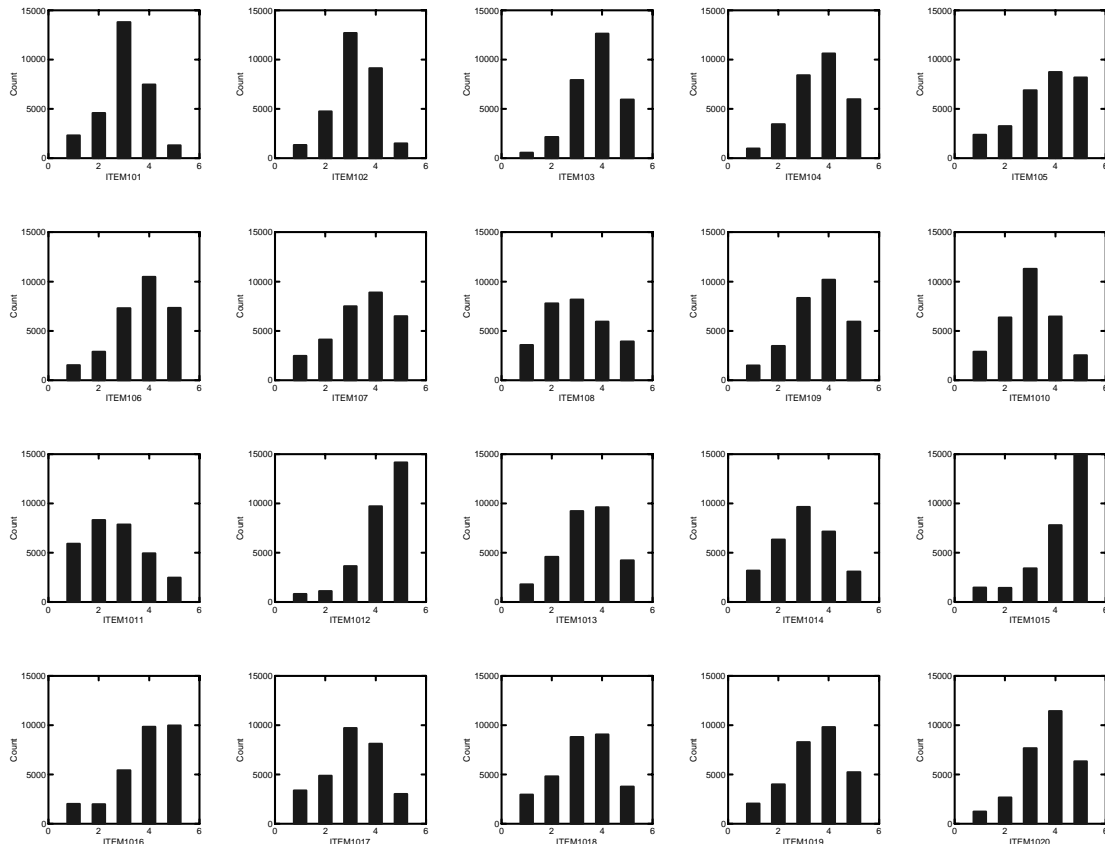 15000
10000
5000
0
Count
0 2 4 6
ITEM101
15000
10000
5000
0
Count
0 2 4 6
ITEM102
15000
10000
5000
0
Count
0 2 4 6
ITEM103
15000
10000
5000
0
Count
0 2 4 6
ITEM104
15000
10000
5000
0
Count
0 2 4 6
ITEM105
15000
10000
5000
0
Count
0 2 4 6
ITEM106
15000
10000
5000
0
Count
0 2 4 6
ITEM107
15000
10000
5000
0
Count
0 2 4 6
ITEM108
15000
10000
5000
0
Count
0 2 4 6
ITEM109
15000
10000
5000
0
Count
0 2 4 6
ITEM1010
15000
10000
5000
0
Count
0 2 4 6
ITEM1011
15000
10000
5000
0
Count
0 2 4 6
ITEM1012
15000
10000
5000
0
Count
0 2 4 6
ITEM1013
15000
10000
5000
0
Count
0 2 4 6
ITEM1014
15000
10000
5000
0
Count
0 2 4 6
ITEM1015
15000
10000
5000
0
Count
0 2 4 6
ITEM1016
15000
10000
5000
0
Count
0 2 4 6
ITEM1017
15000
10000
5000
0
Count
0 2 4 6
ITEM1018
15000
10000
5000
0
Count
0 2 4 6
ITEM1019
15000
10000
5000
0
Count
0 2 4 6
ITEM1020